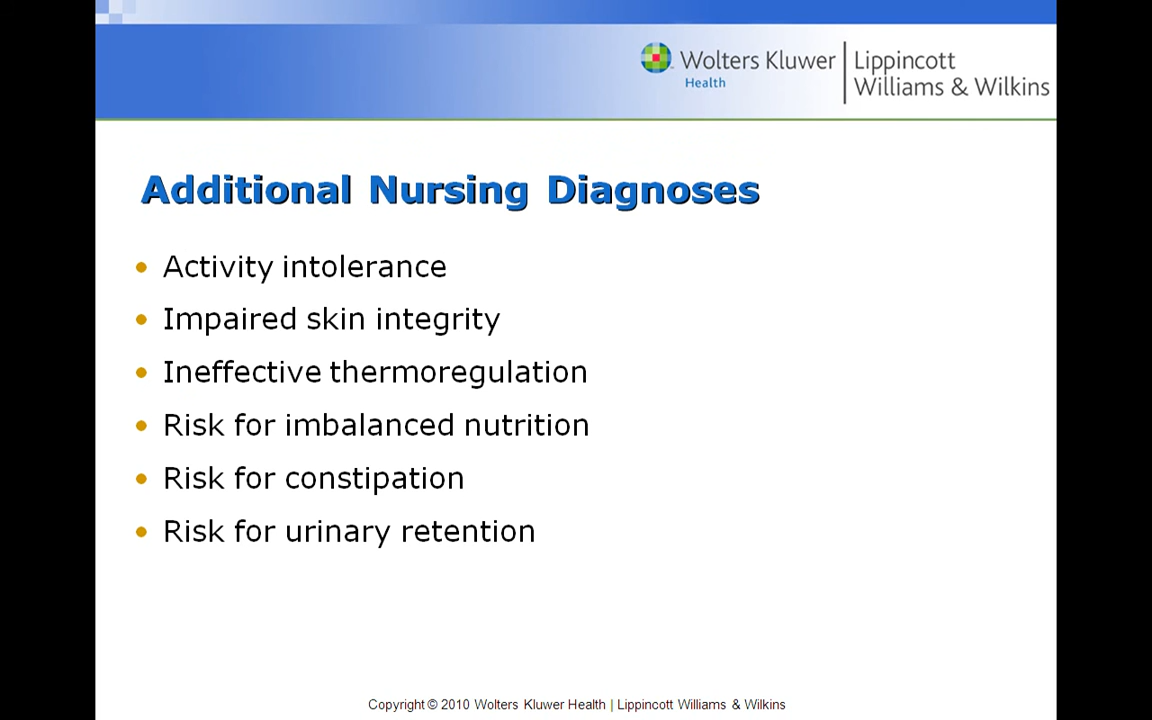 Wolters Kluwer
Health
Lippincott
Williams & Wilkins
Additional Nursing Diagnoses
• Activity intolerance
• Impaired skin integrity
• Ineffective thermoregulation
• Risk for imbalanced nutrition
• Risk for constipation
• Risk for urinary retention
Copyright © 2010 Wolters Kluwer Health | Lippincott Williams & Wilkins